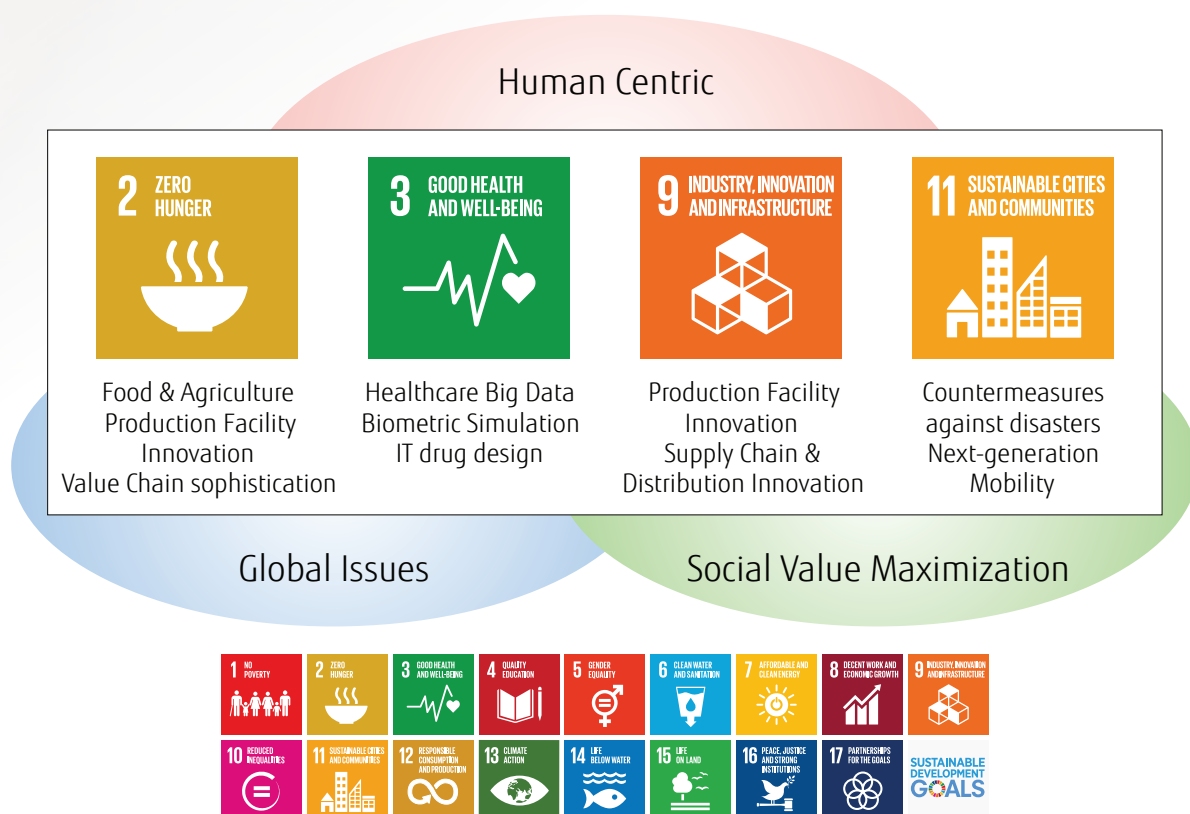 Human Centric
2 ZERO
HUNGER
3 GOOD HEALTH
AND WELL-BEING
9 INDUSTRY, INNOVATION
AND INFRASTRUCTURE
11 SUSTAINABLE CITIES
AND COMMUNITIES
Food & Agriculture
Production Facility
Innovation
Value Chain sophistication
Healthcare Big Data
Biometric Simulation
IT drug design
Production Facility
Innovation
Supply Chain &
Distribution Innovation
Countermeasures
against disasters
Next-generation
Mobility
Global Issues
Social Value Maximization
1 NO
POVERTY
2 ZERO
HUNGER
3 GOOD HEALTH
AND WELL-BEING
4 QUALITY
EDUCATION
5 GENDER
EQUALITY
6 CLEAN WATER
AND SANITATION
7 AFFORDABLE AND
CLEAN ENERGY
8 DECENT WORK AND
ECONOMIC GROWTH
9 INDUSTRY, INNOVATION
AND INFRASTRUCTURE
10 REDUCED
INEQUALITIES
11 SUSTAINABLE CITIES
AND COMMUNITIES
12 RESPONSIBLE
CONSUMPTION
AND PRODUCTION
13 CLIMATE
ACTION
14 LIFE
BELOW WATER
15 LIFE
ON LAND
16 PEACE, JUSTICE
AND STRONG
INSTITUTIONS
17 PARTNERSHIPS
FOR THE GOALS
SUSTAINABLE
DEVELOPMENT
GOALS